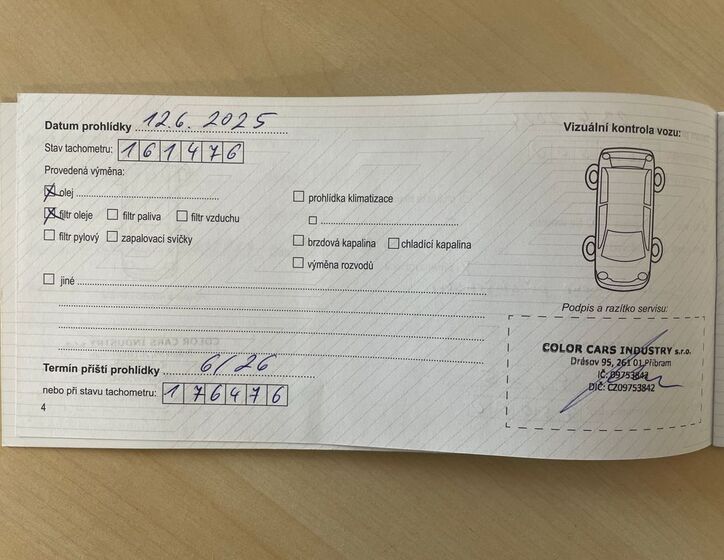 Datum prohlídky 12.6.2025
Stav tachometru: 161476
Provedená výměna:
olej
filtr oleje filtr paliva filtr vzduchu
filtr pylový zapalovací svíčky
jiné
prohlídka klimatizace
brzdová kapalina chladící kapalina
výměna rozvodů
Termín příští prohlídky 6/26
nebo při stavu tachometru: 176476
4
Vizuální kontrola vozu:
Podpis a razítko servisu:
COLOR CARS INDUSTRY s.r.o.
Drásov 95, 261 01 Příbram
IČ: 09753842
DIČ: CZ09753842